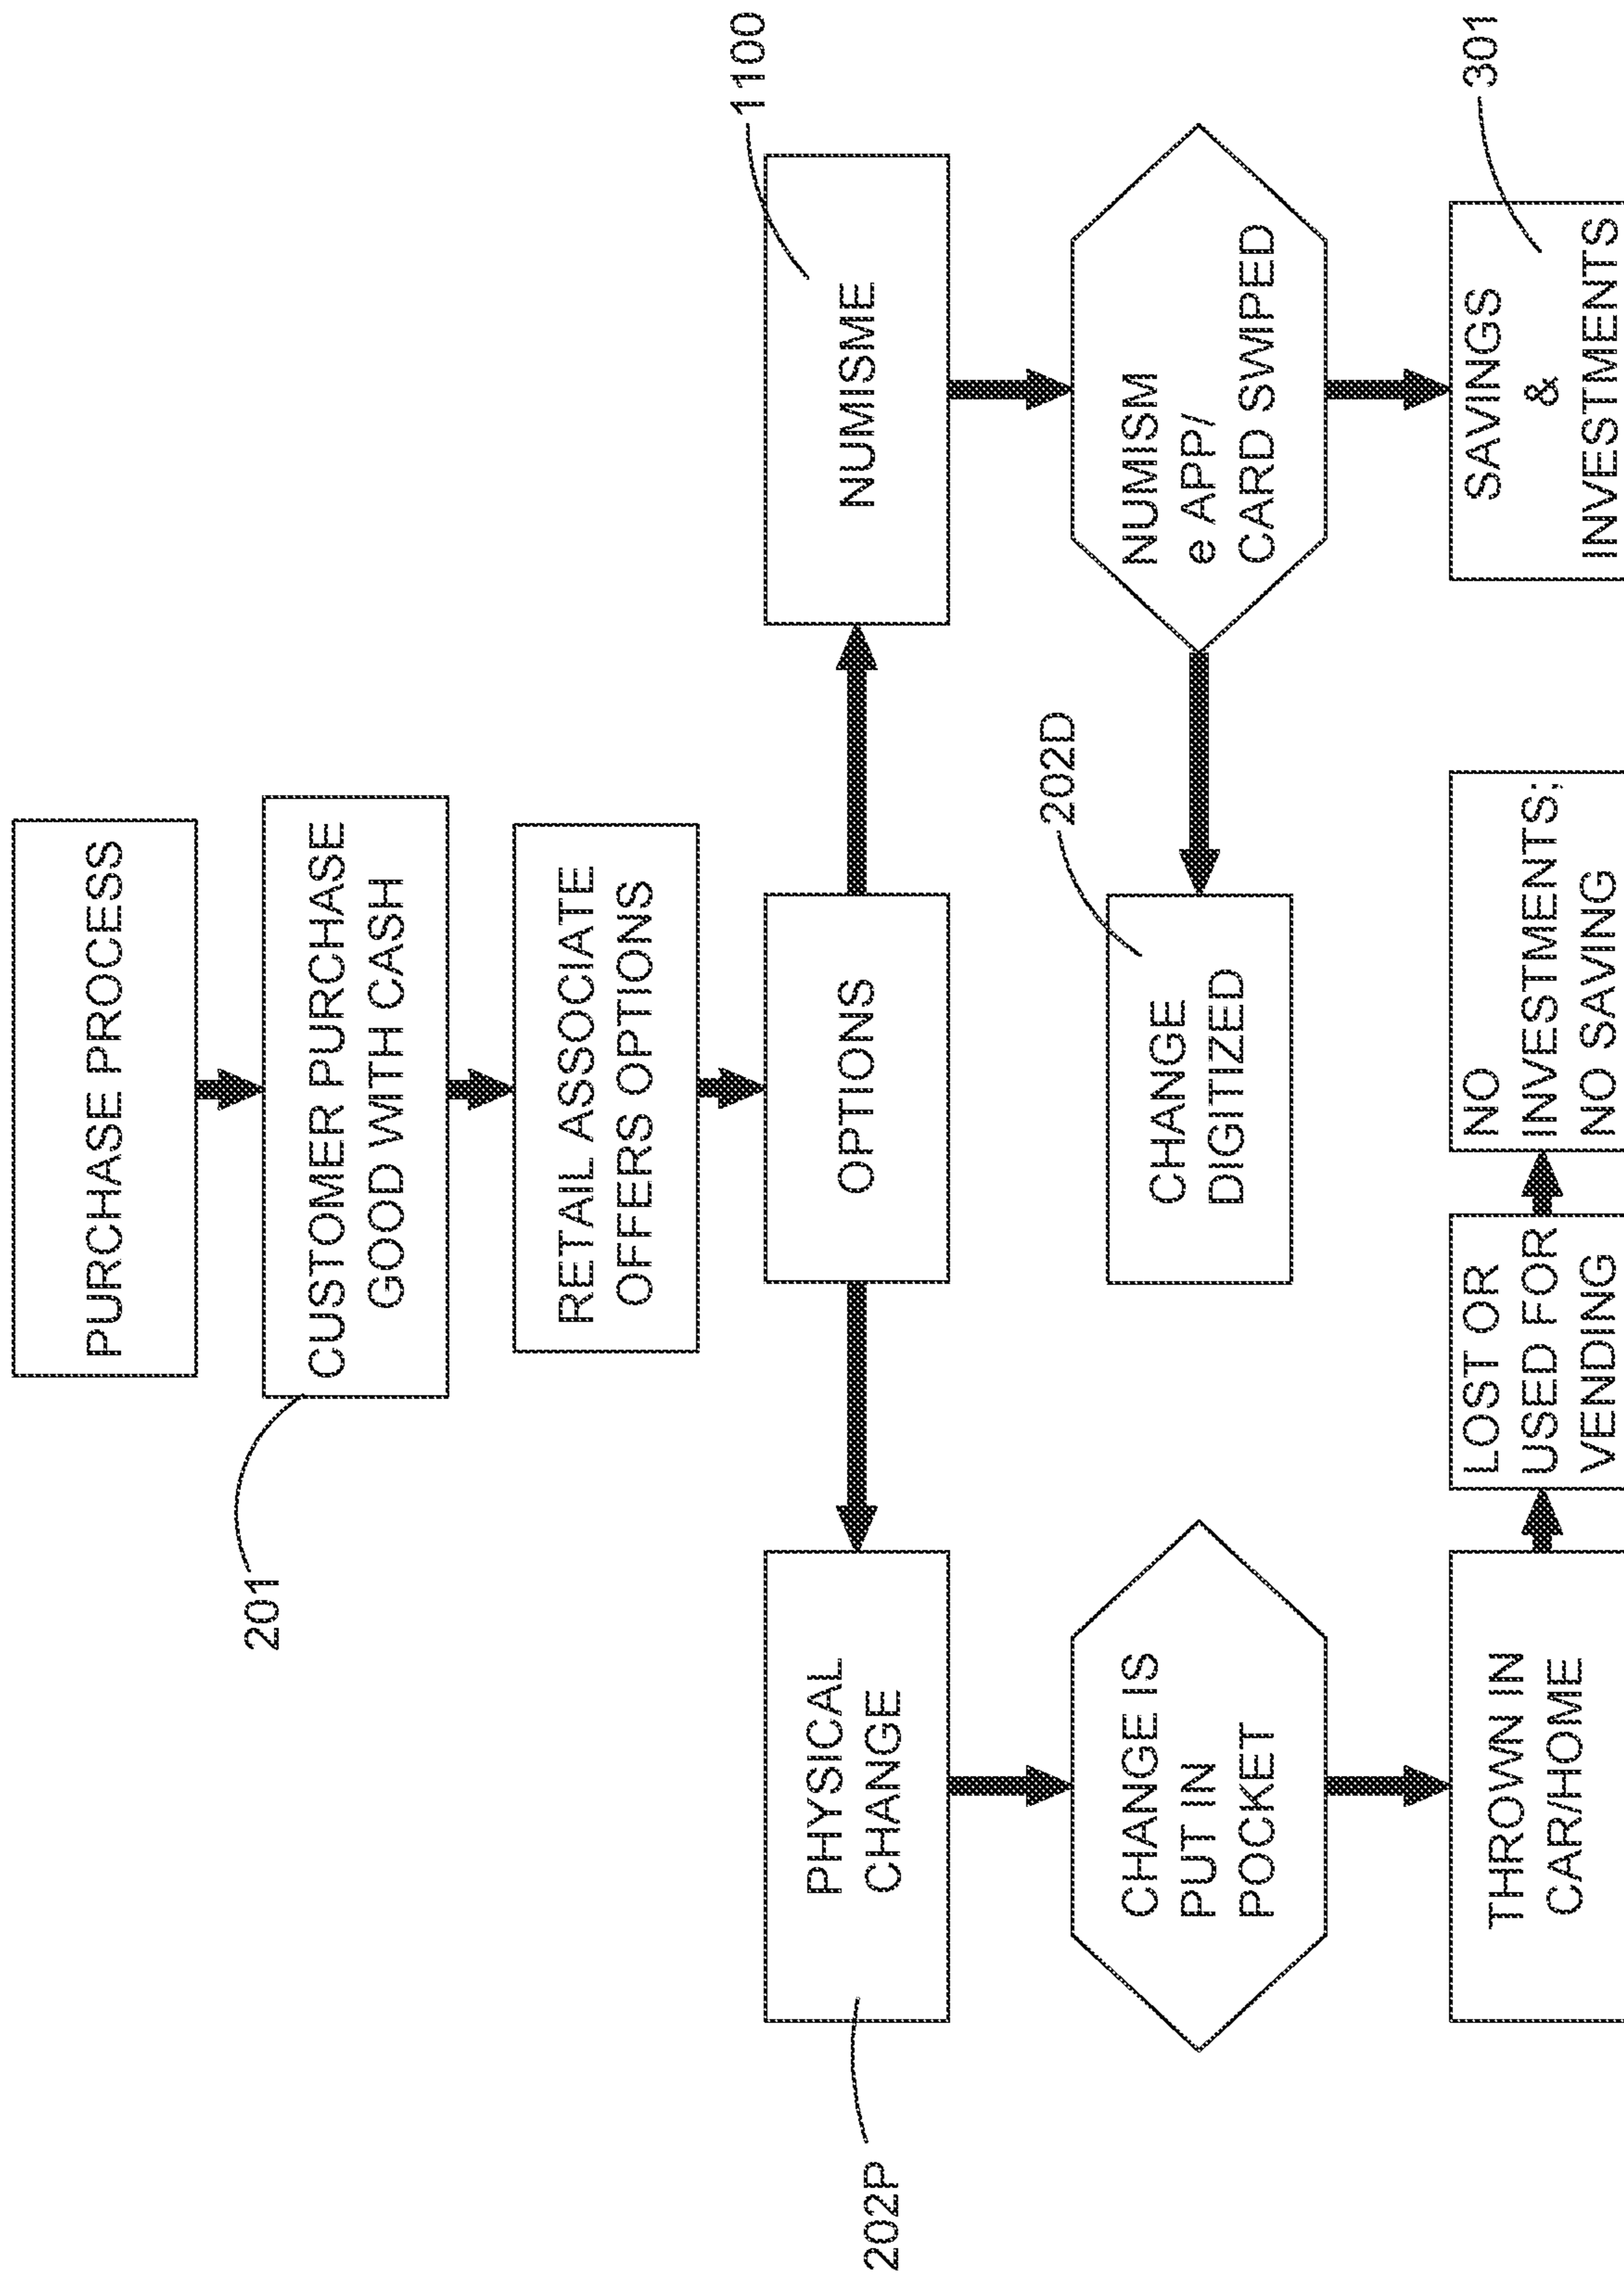 PURCHASE PROCESS
201
CUSTOMER PURCHASE
GOOD WITH CASH
RETAIL ASSOCIATE
OFFERS OPTIONS
202P
PHYSICAL
CHANGE
OPTIONS
NUMISME
1100
CHANGE IS
PUT IN
POCKET
CHANGE
DIGITIZED
202D
NUMISM
e APP/
CARD SWIPED
THROWN IN
CAR/HOME
LOST OR
USED FOR
VENDING
NO
INVESTMENTS;
NO SAVING
SAVINGS
&
INVESTMENTS
301